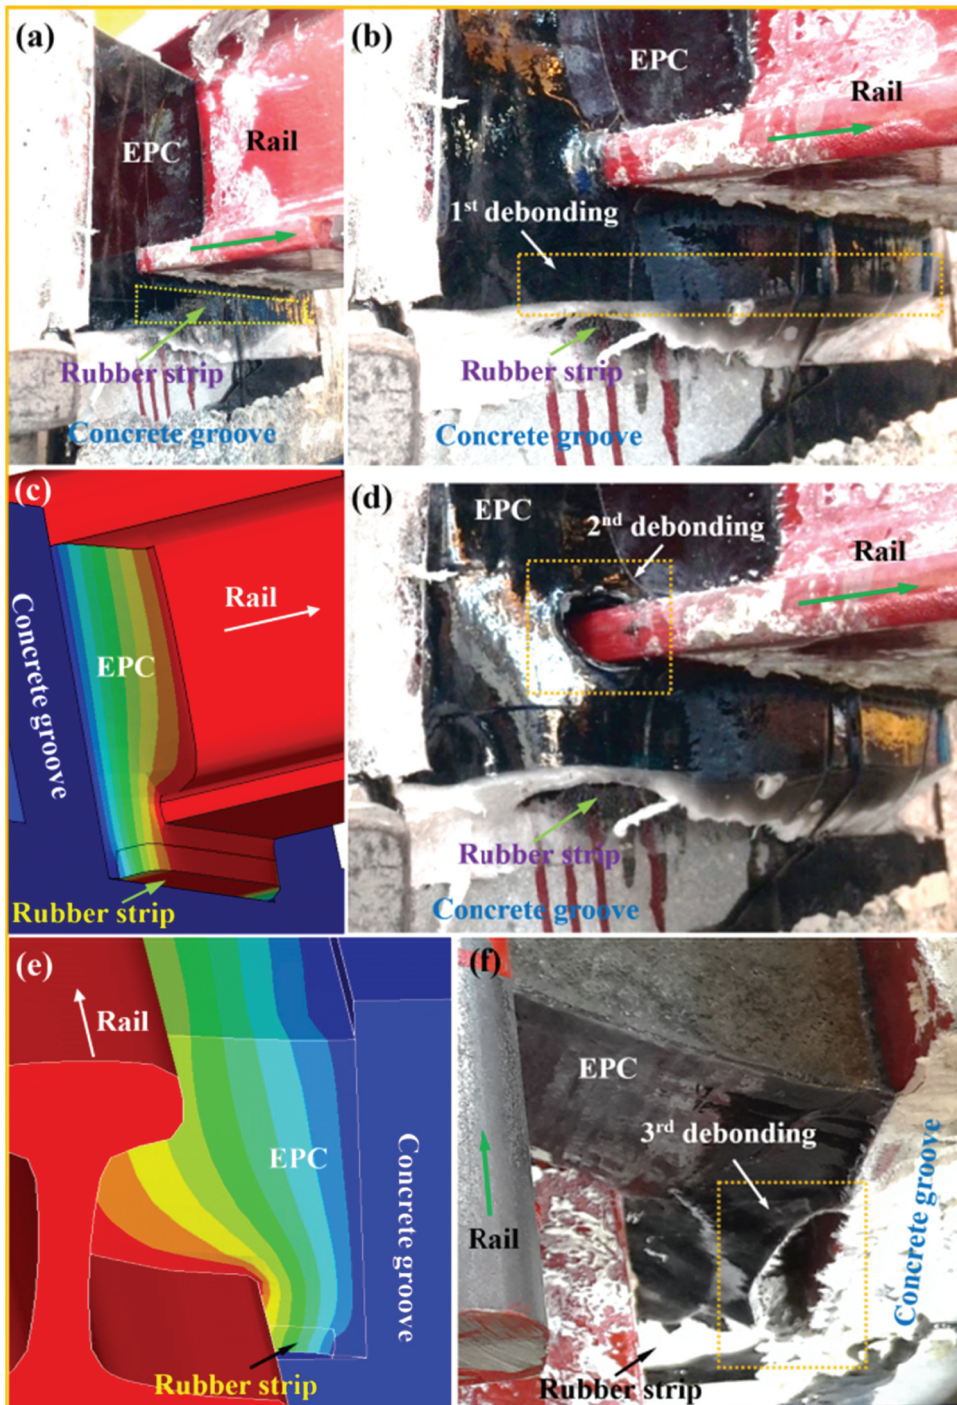 (a)
EPC
Rail
Rubber strip
Concrete groove
(b)
EPC
Rail
1st debonding
Rubber strip
Concrete groove
(c)
Rail
EPC
Concrete groove
Rubber strip
(d)
EPC
2nd debonding
Rail
Rubber strip
Concrete groove
(e)
Rail
EPC
Concrete groove
Rubber strip
(f)
EPC
3rd debonding
Rail
Concrete groove
Rubber strip